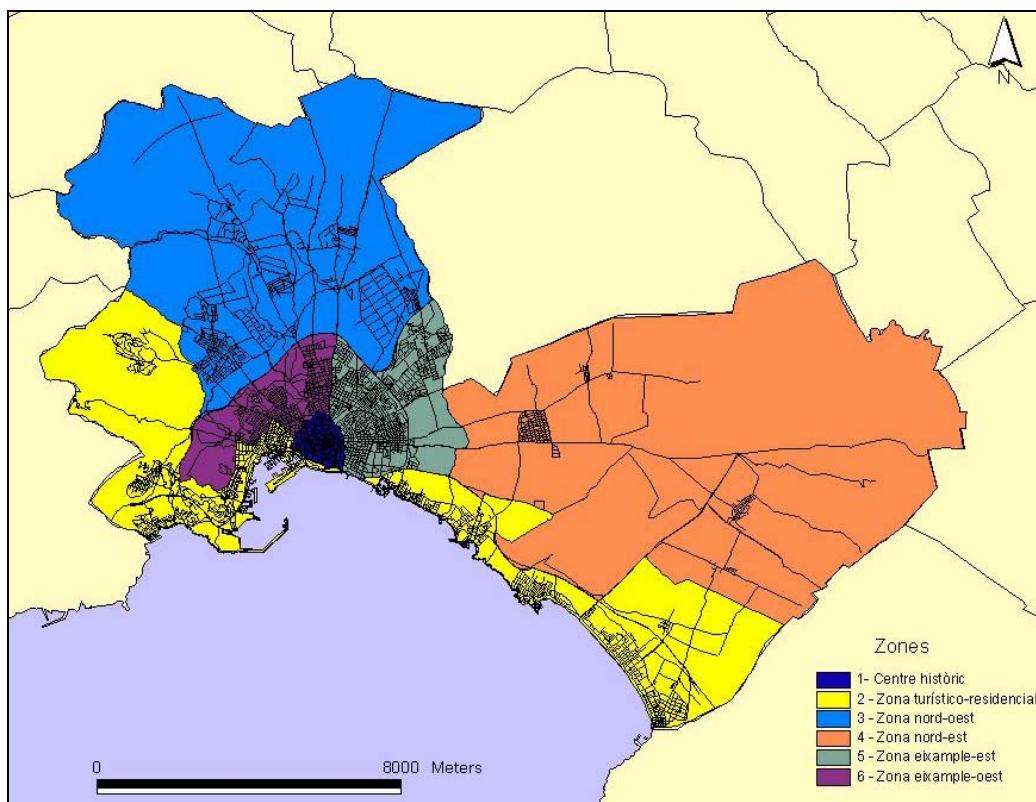 N
Zones
1- Centre històric
2 - Zona turístico-residencial
3 - Zona nord-oest
4 - Zona nord-est
5 - Zona eixample-est
6 - Zona eixample-oest
0 8000 Meters